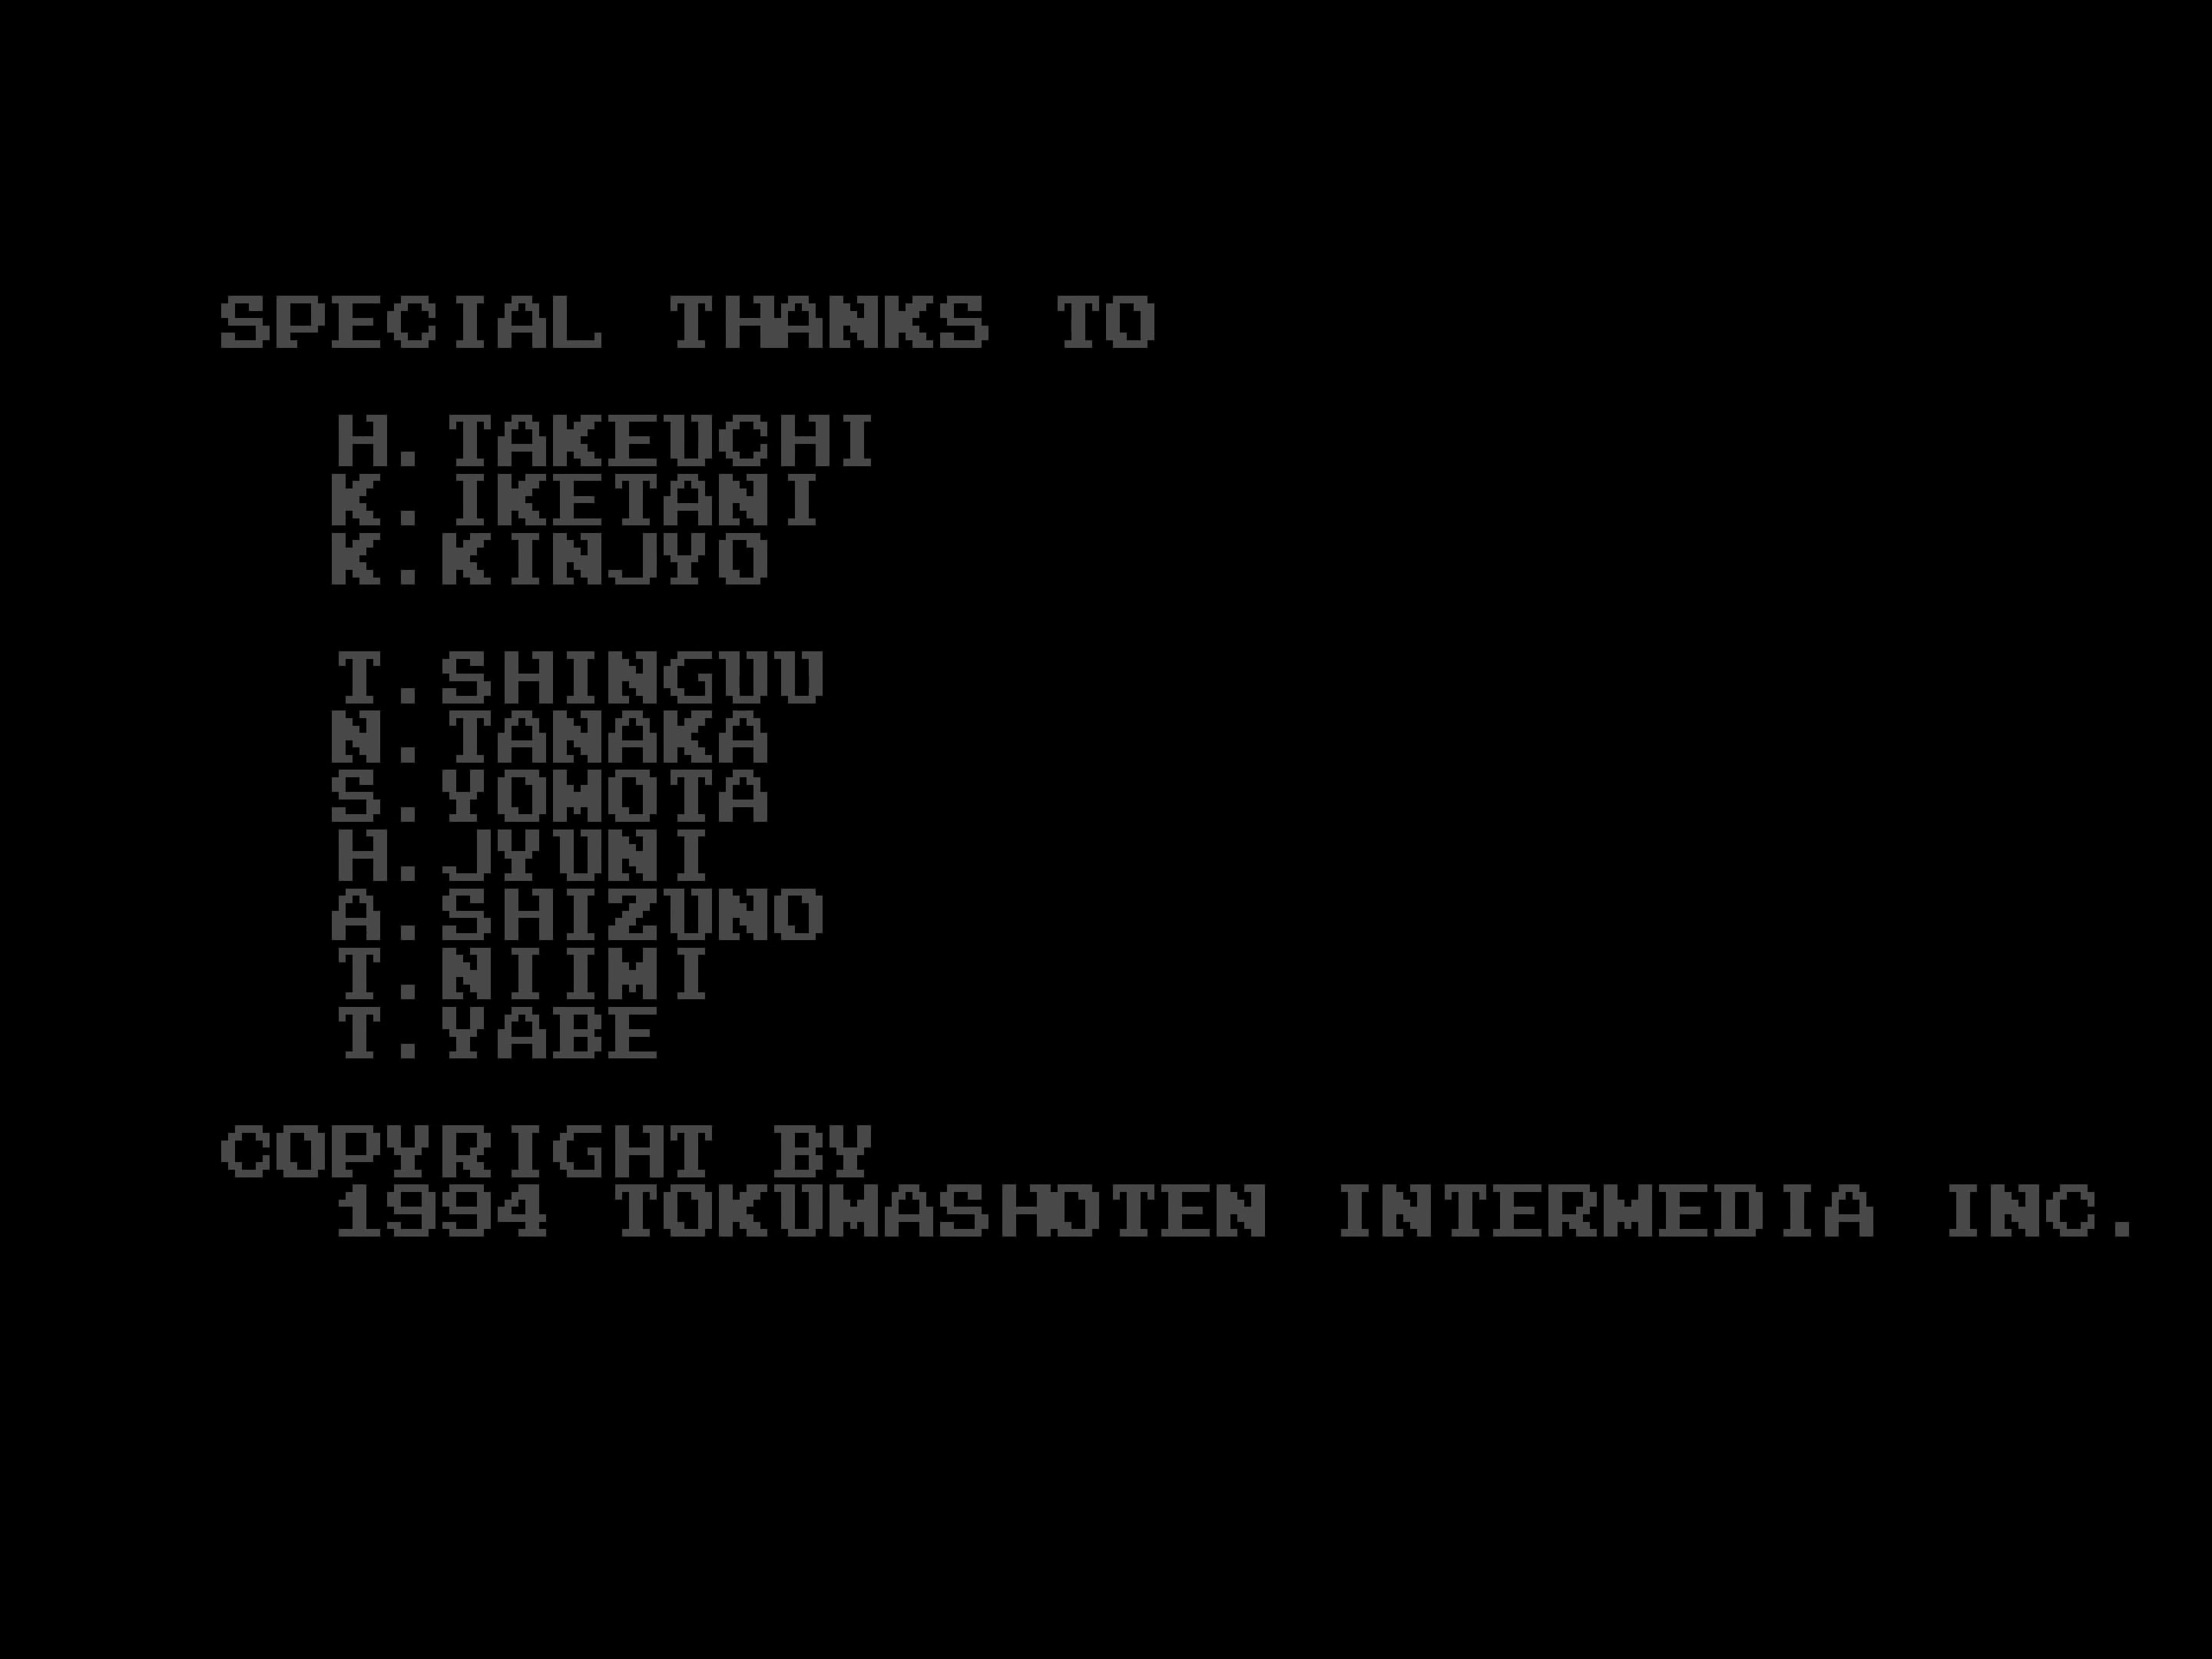 SPECIAL THANKS TO
H.TAKEUCHI
K.IKETANI
K.KINJYO
T.SHINGUU
N.TANAKA
S.YOMOTA
H.JYUNI
A.SHIZUNO
T.NIIMI
T.YABE
COPYRIGHT BY
1994 TOKUMASHOTEN INTERMEDIA INC.